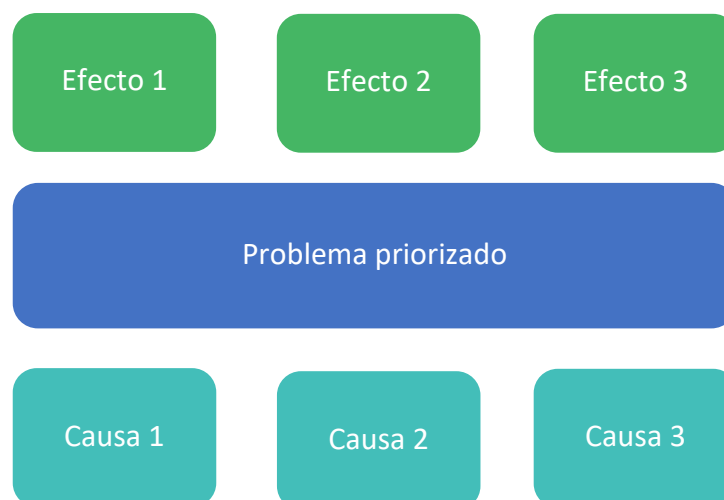 Efecto 1
Efecto 2
Efecto 3
Problema priorizado
Causa 1
Causa 2
Causa 3